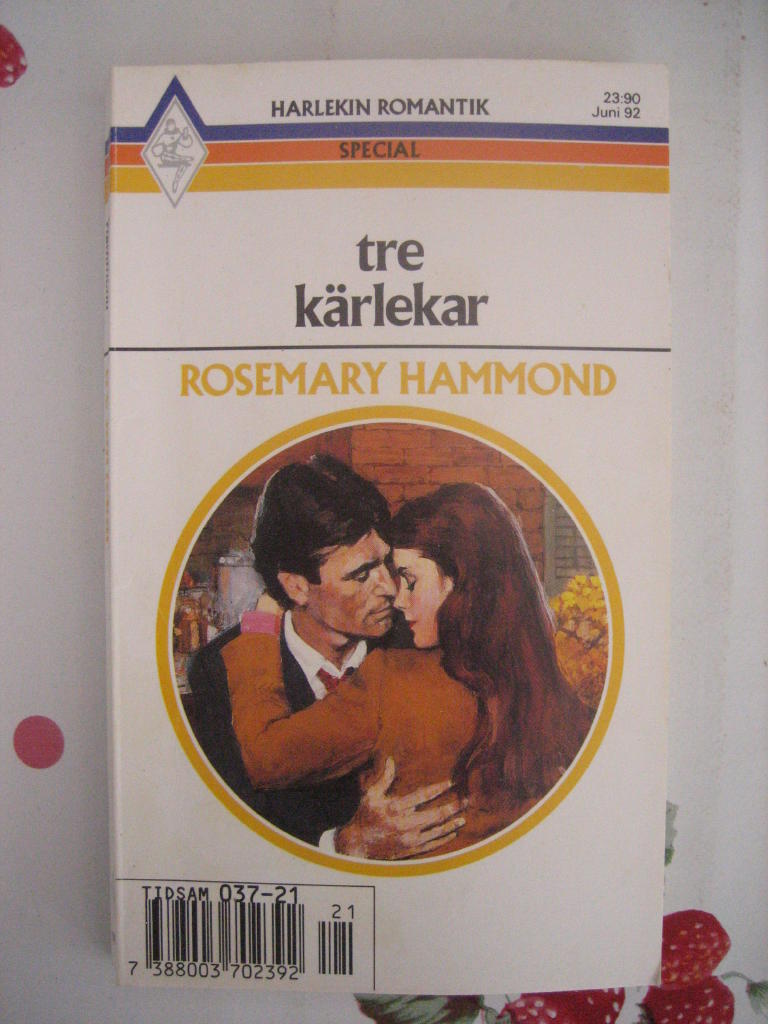 HARLEKIN ROMANTIK
23:90
Juni 92
SPECIAL
tre
kärlekar
ROSEMARY HAMMOND
TIDSAM 037-21
21
7 388003 702392